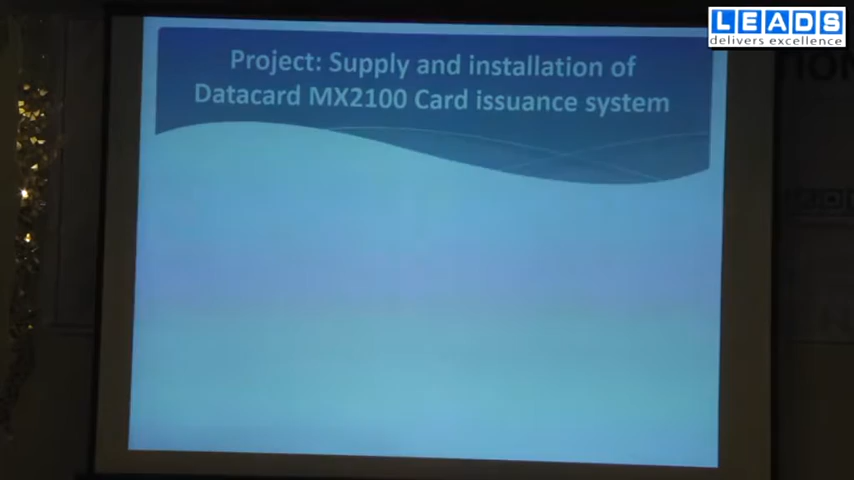 LEADS
delivers excellence
Project: Supply and installation of
Datacard MX2100 Card issuance system